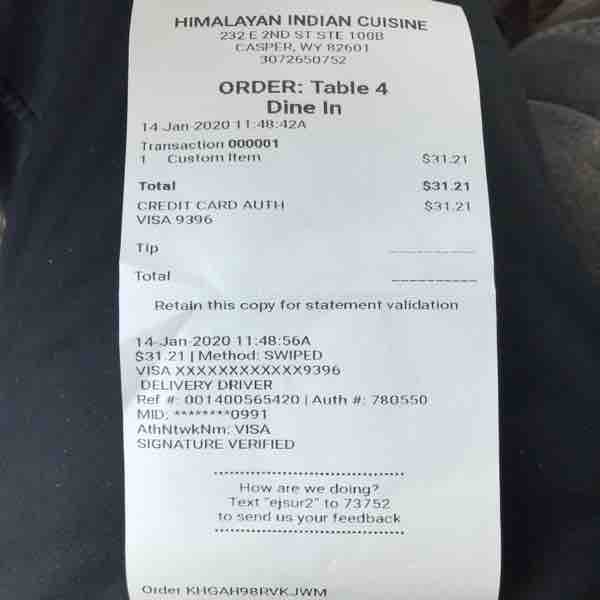 HIMALAYAN INDIAN CUISINE
232 E 2ND ST STE 100B
CASPER, WY 82601
3072650752
ORDER: Table 4
Dine In
14-Jan-2020 11:48:42A
Transaction 000001
1 Custom Item $31.21
Total $31.21
CREDIT CARD AUTH $31.21
VISA 9396
Tip
Total
Retain this copy for statement validation
14-Jan-2020 11:48:56A
$31.21 | Method: SWIPED
VISA XXXXXXXXXXXX9396
DELIVERY DRIVER
Ref #: 001400565420 | Auth #: 780550
MID: ********0991
AthNtwkNm: VISA
SIGNATURE VERIFIED
How are we doing?
Text "ejsur2" to 73752
to send us your feedback
Order KHGAH98RVKJWM